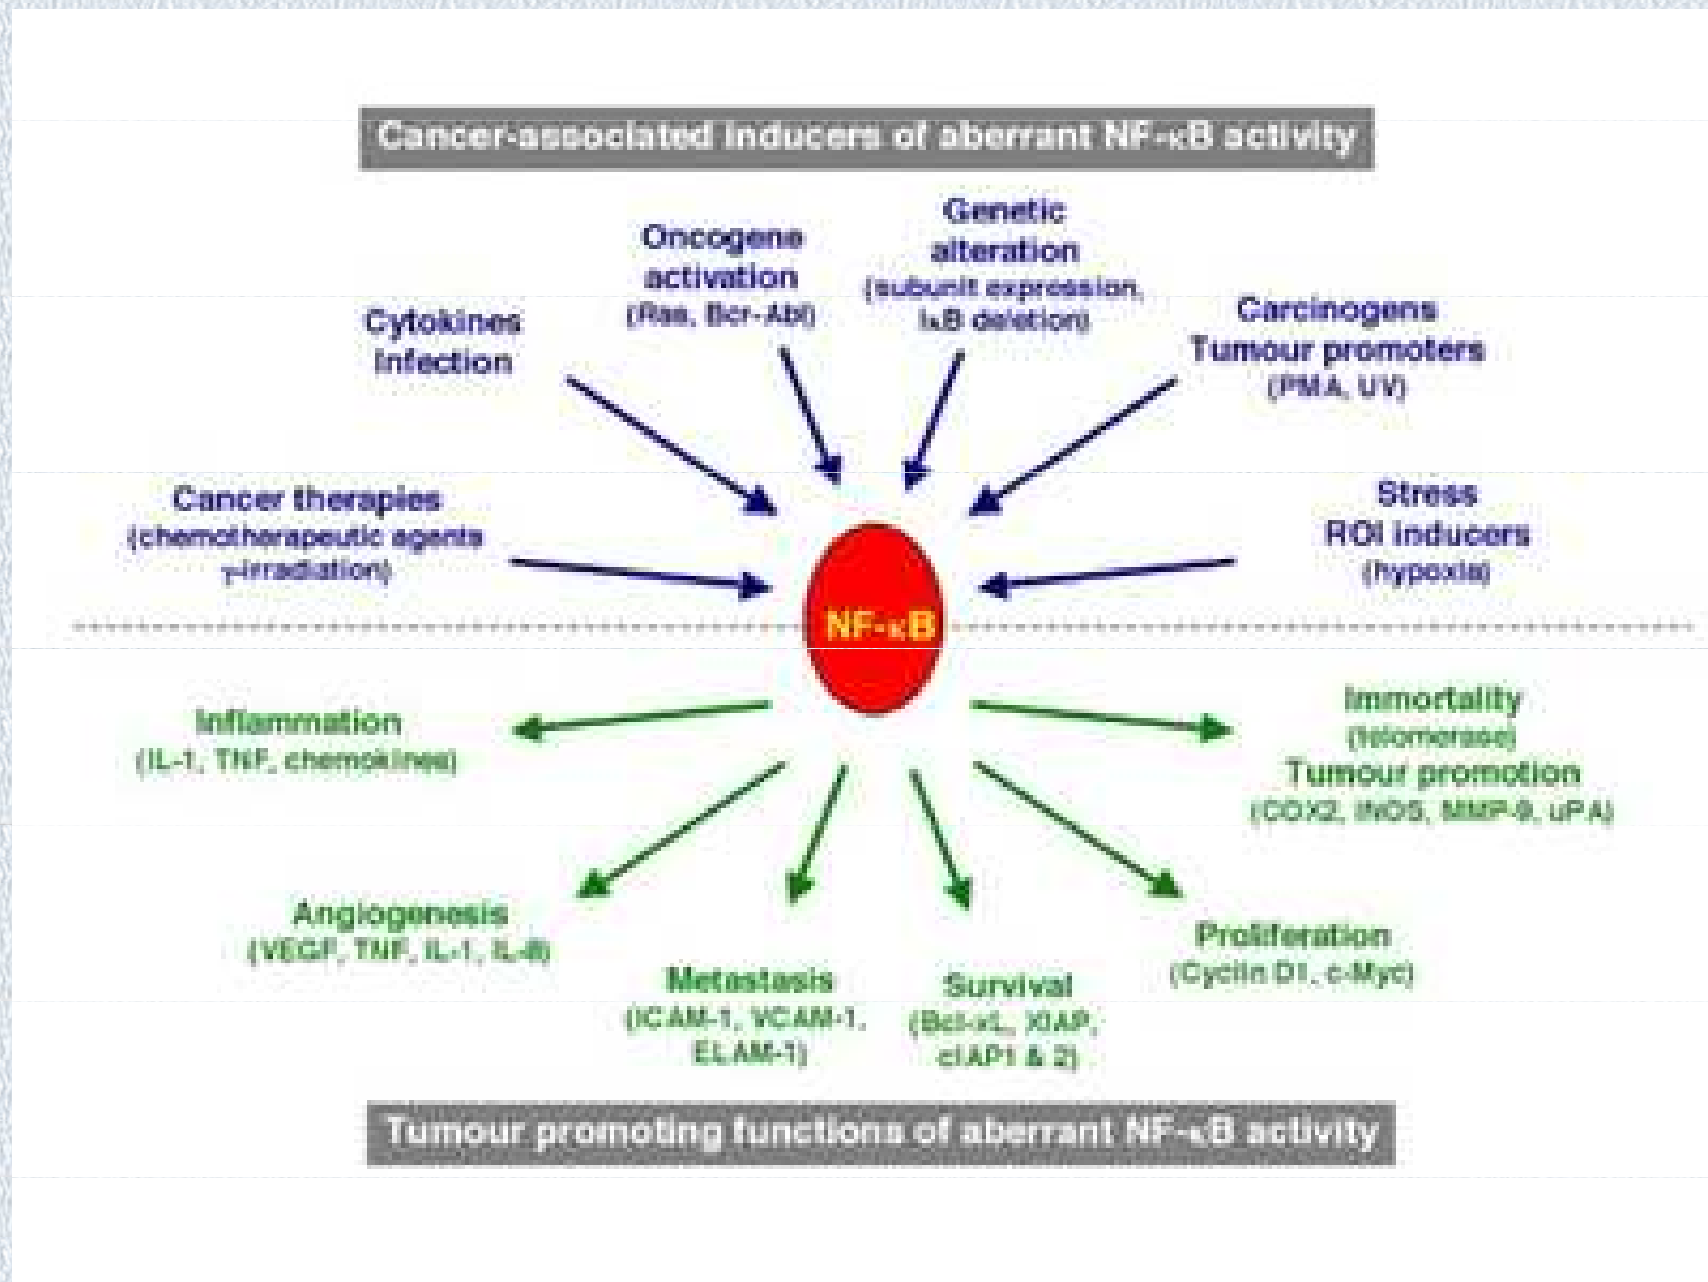 Cancer-associated inducers of aberrant NF-κB activity
Genetic
alteration
(subunit expression,
IκB deletion)
Oncogene
activation
(Ras, Bcr-Abl)
Cytokines
Infection
Carcinogens
Tumour promoters
(PMA, UV)
Cancer therapies
(chemotherapeutic agents
γ-irradiation)
Stress
ROI inducers
(hypoxia)
NF-κB
Inflammation
(IL-1, TNF, chemokines)
Immortality
(telomerase)
Tumour promotion
(COX2, iNOS, MMP-9, uPA)
Angiogenesis
(VEGF, TNF, IL-1, IL-8)
Proliferation
(Cyclin D1, c-Myc)
Metastasis
(ICAM-1, VCAM-1,
ELAM-1)
Survival
(Bcl-xL, XIAP,
cIAP1 & 2)
Tumour promoting functions of aberrant NF-κB activity